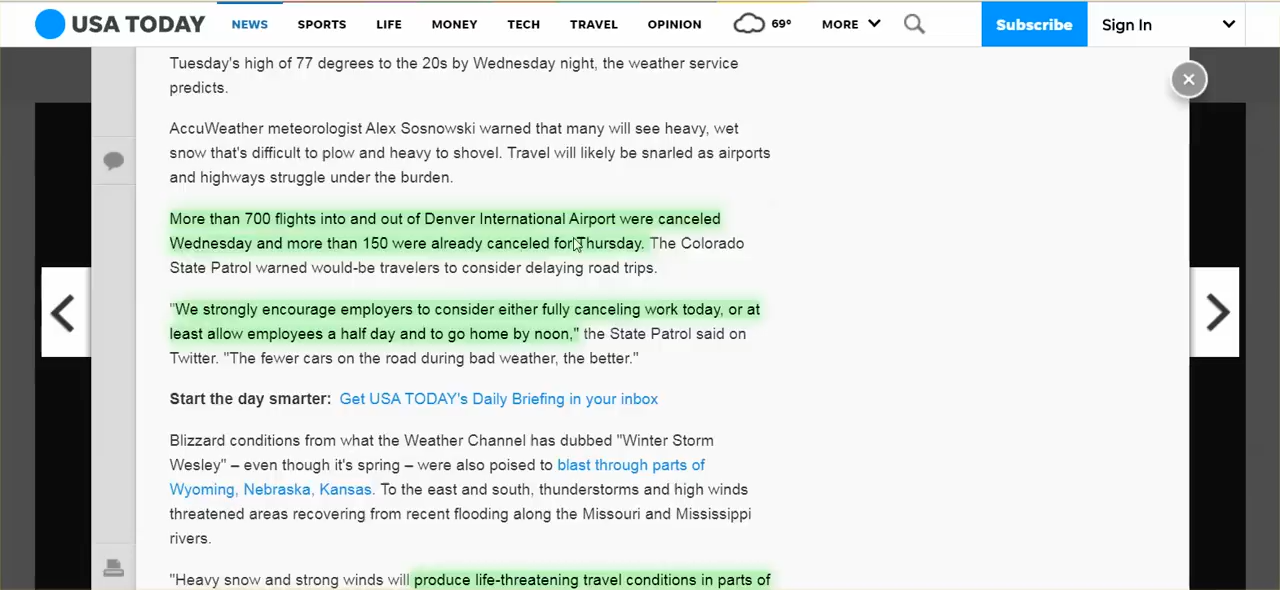 USA TODAY NEWS SPORTS LIFE MONEY TECH TRAVEL OPINION 69° MORE Subscribe Sign In
Tuesday's high of 77 degrees to the 20s by Wednesday night, the weather service
predicts.
AccuWeather meteorologist Alex Sosnowski warned that many will see heavy, wet
snow that's difficult to plow and heavy to shovel. Travel will likely be snarled as airports
and highways struggle under the burden.
More than 700 flights into and out of Denver International Airport were canceled
Wednesday and more than 150 were already canceled for Thursday. The Colorado
State Patrol warned would-be travelers to consider delaying road trips.
"We strongly encourage employers to consider either fully canceling work today, or at
least allow employees a half day and to go home by noon," the State Patrol said on
Twitter. "The fewer cars on the road during bad weather, the better."
Start the day smarter: Get USA TODAY's Daily Briefing in your inbox
Blizzard conditions from what the Weather Channel has dubbed "Winter Storm
Wesley" – even though it's spring – were also poised to blast through parts of
Wyoming, Nebraska, Kansas. To the east and south, thunderstorms and high winds
threatened areas recovering from recent flooding along the Missouri and Mississippi
rivers.
"Heavy snow and strong winds will produce life-threatening travel conditions in parts of